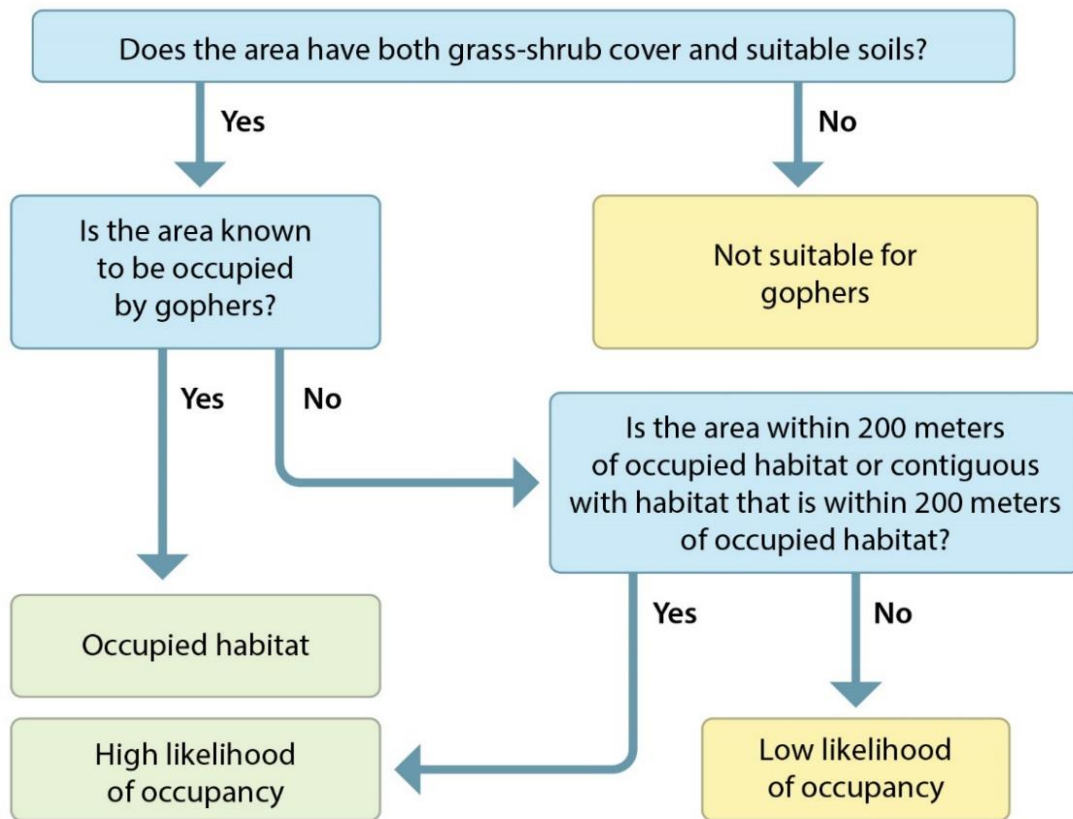 Does the area have both grass-shrub cover and suitable soils?
Yes
No
Is the area known
to be occupied
by gophers?
Not suitable for
gophers
Yes
No
Is the area within 200 meters
of occupied habitat or contiguous
with habitat that is within 200 meters
of occupied habitat?
Yes
No
Occupied habitat
High likelihood
of occupancy
Low likelihood
of occupancy